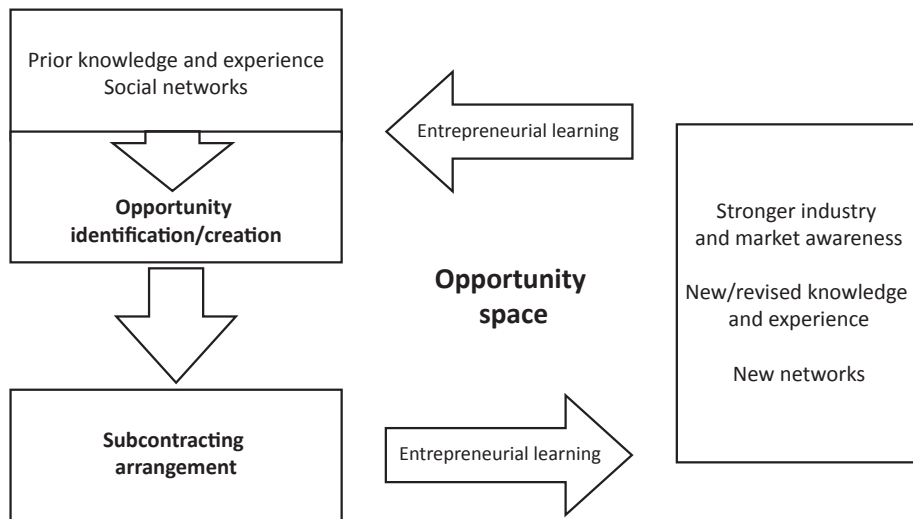 Prior knowledge and experience
Social networks
Opportunity
identification/creation
Subcontracting
arrangement
Entrepreneurial learning
Opportunity
space
Entrepreneurial learning
Stronger industry
and market awareness
New/revised knowledge
and experience
New networks